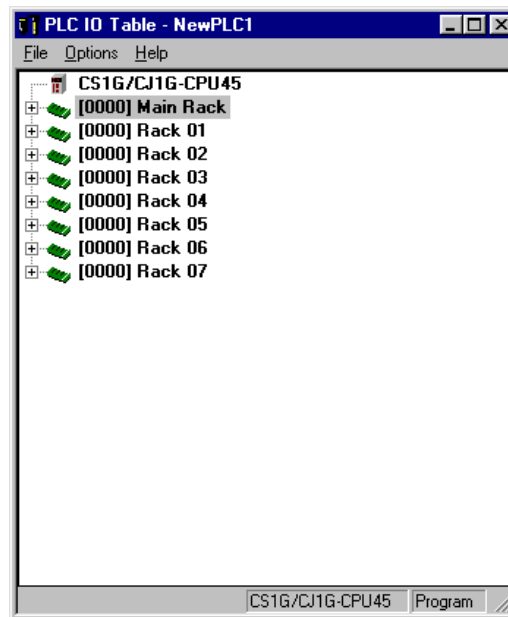 PLC IO Table - NewPLC1
File Options Help
CS1G/CJ1G-CPU45
[0000] Main Rack
[0000] Rack 01
[0000] Rack 02
[0000] Rack 03
[0000] Rack 04
[0000] Rack 05
[0000] Rack 06
[0000] Rack 07
CS1G/CJ1G-CPU45 Program